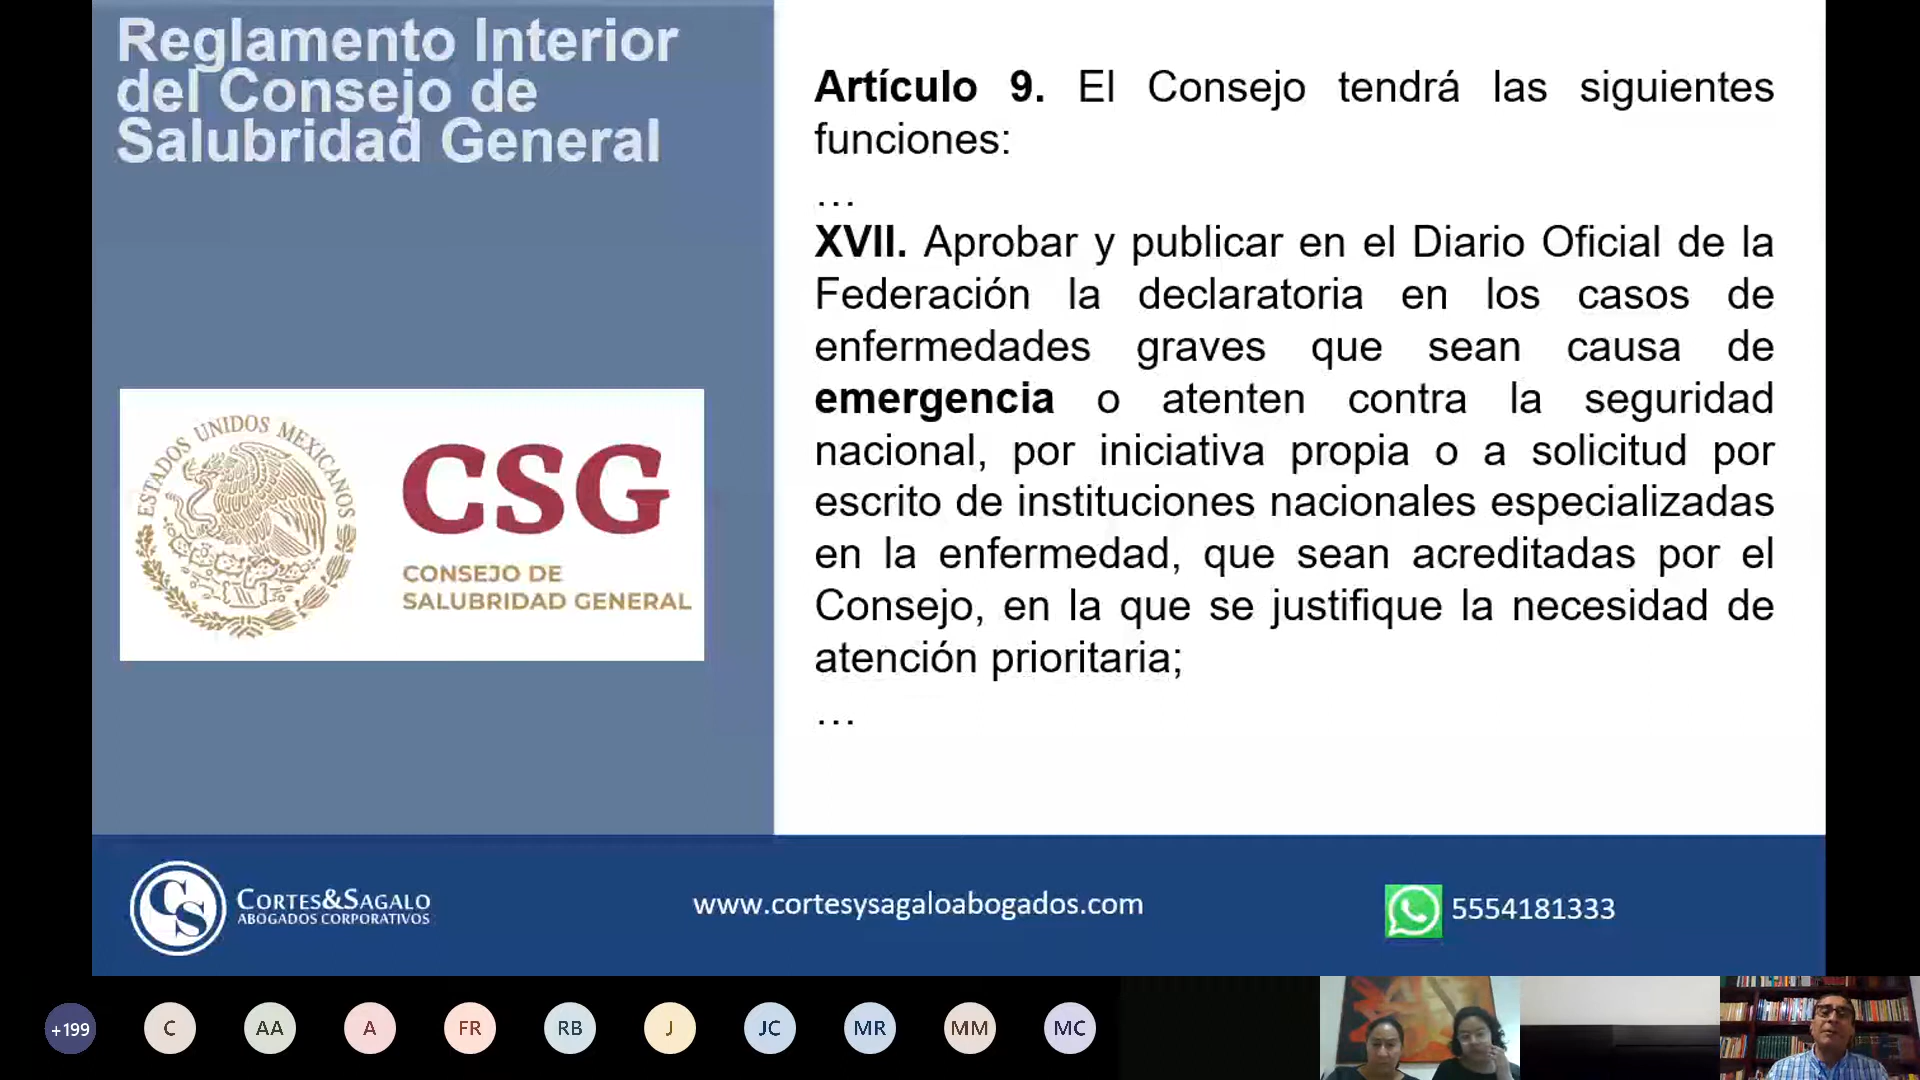 Reglamento Interior
del Consejo de
Salubridad General
ESTADOS UNIDOS MEXICANOS
CSG
CONSEJO DE
SALUBRIDAD GENERAL
Artículo 9. El Consejo tendrá las siguientes
funciones:
…
XVII. Aprobar y publicar en el Diario Oficial de la
Federación la declaratoria en los casos de
enfermedades graves que sean causa de
emergencia o atenten contra la seguridad
nacional, por iniciativa propia o a solicitud por
escrito de instituciones nacionales especializadas
en la enfermedad, que sean acreditadas por el
Consejo, en la que se justifique la necesidad de
atención prioritaria;
…
CS
CORTES&SAGALO
ABOGADOS CORPORATIVOS
www.cortesysagaloabogados.com
5554181333
+199
C
AA
A
FR
RB
J
JC
MR
MM
MC